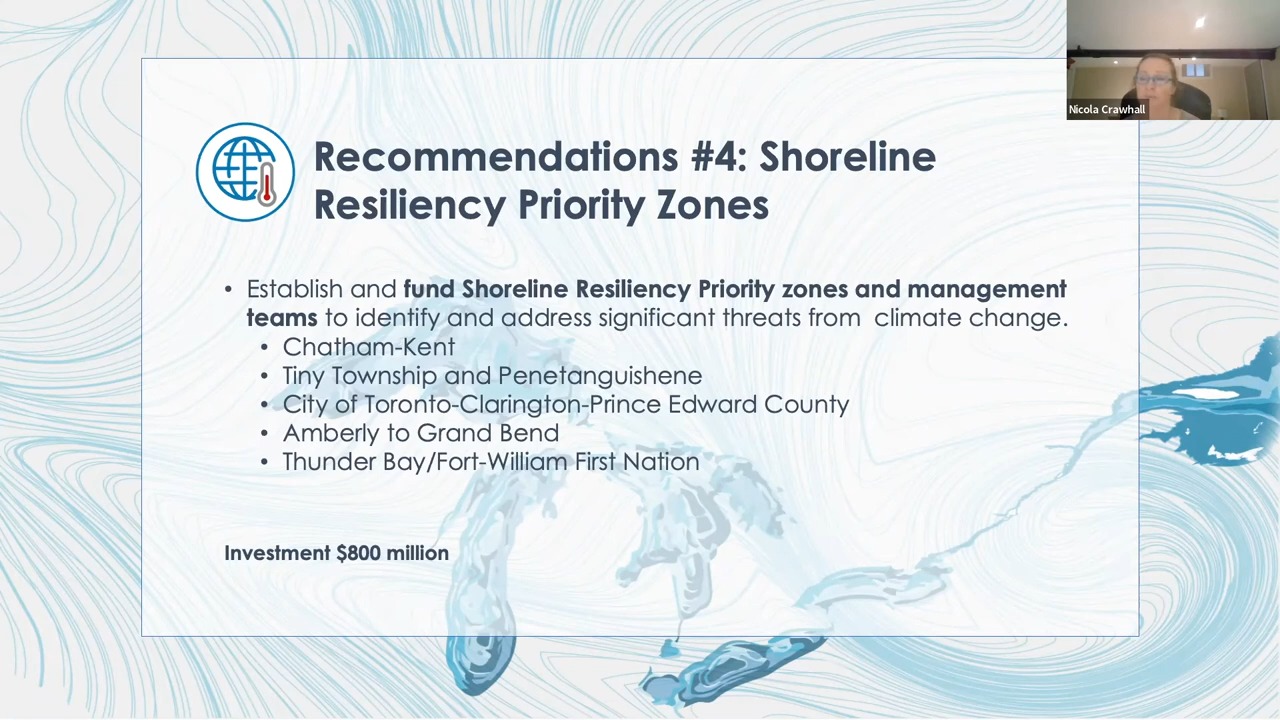 Nicola Crawhall
Recommendations #4: Shoreline
Resiliency Priority Zones
• Establish and fund Shoreline Resiliency Priority zones and management
teams to identify and address significant threats from climate change.
• Chatham-Kent
• Tiny Township and Penetanguishene
• City of Toronto-Clarington-Prince Edward County
• Amberly to Grand Bend
• Thunder Bay/Fort-William First Nation
Investment $800 million